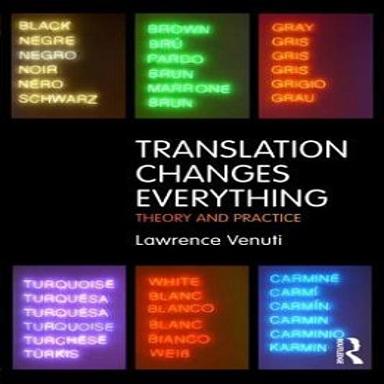 BLACK
NEGRE
NEGRO
NOIR
NERO
SCHWARZ
BROWN
BRÚ
PARDO
BRUN
MARRONE
BRUN
GRAY
GRIS
GRIS
GRIS
GRIGIO
GRAU
TRANSLATION
CHANGES
EVERYTHING
THEORY AND PRACTICE
Lawrence Venuti
TURQUOISE
TURQUESA
TURQUESA
TURQUOISE
TURCHESE
TÜRKIS
WHITE
BLANC
BLANCO
BLANC
BIANCO
WEIß
CARMINE
CARMÍ
CARMÍN
CARMIN
CARMINIO
KARMIN
ROUTLEDGE